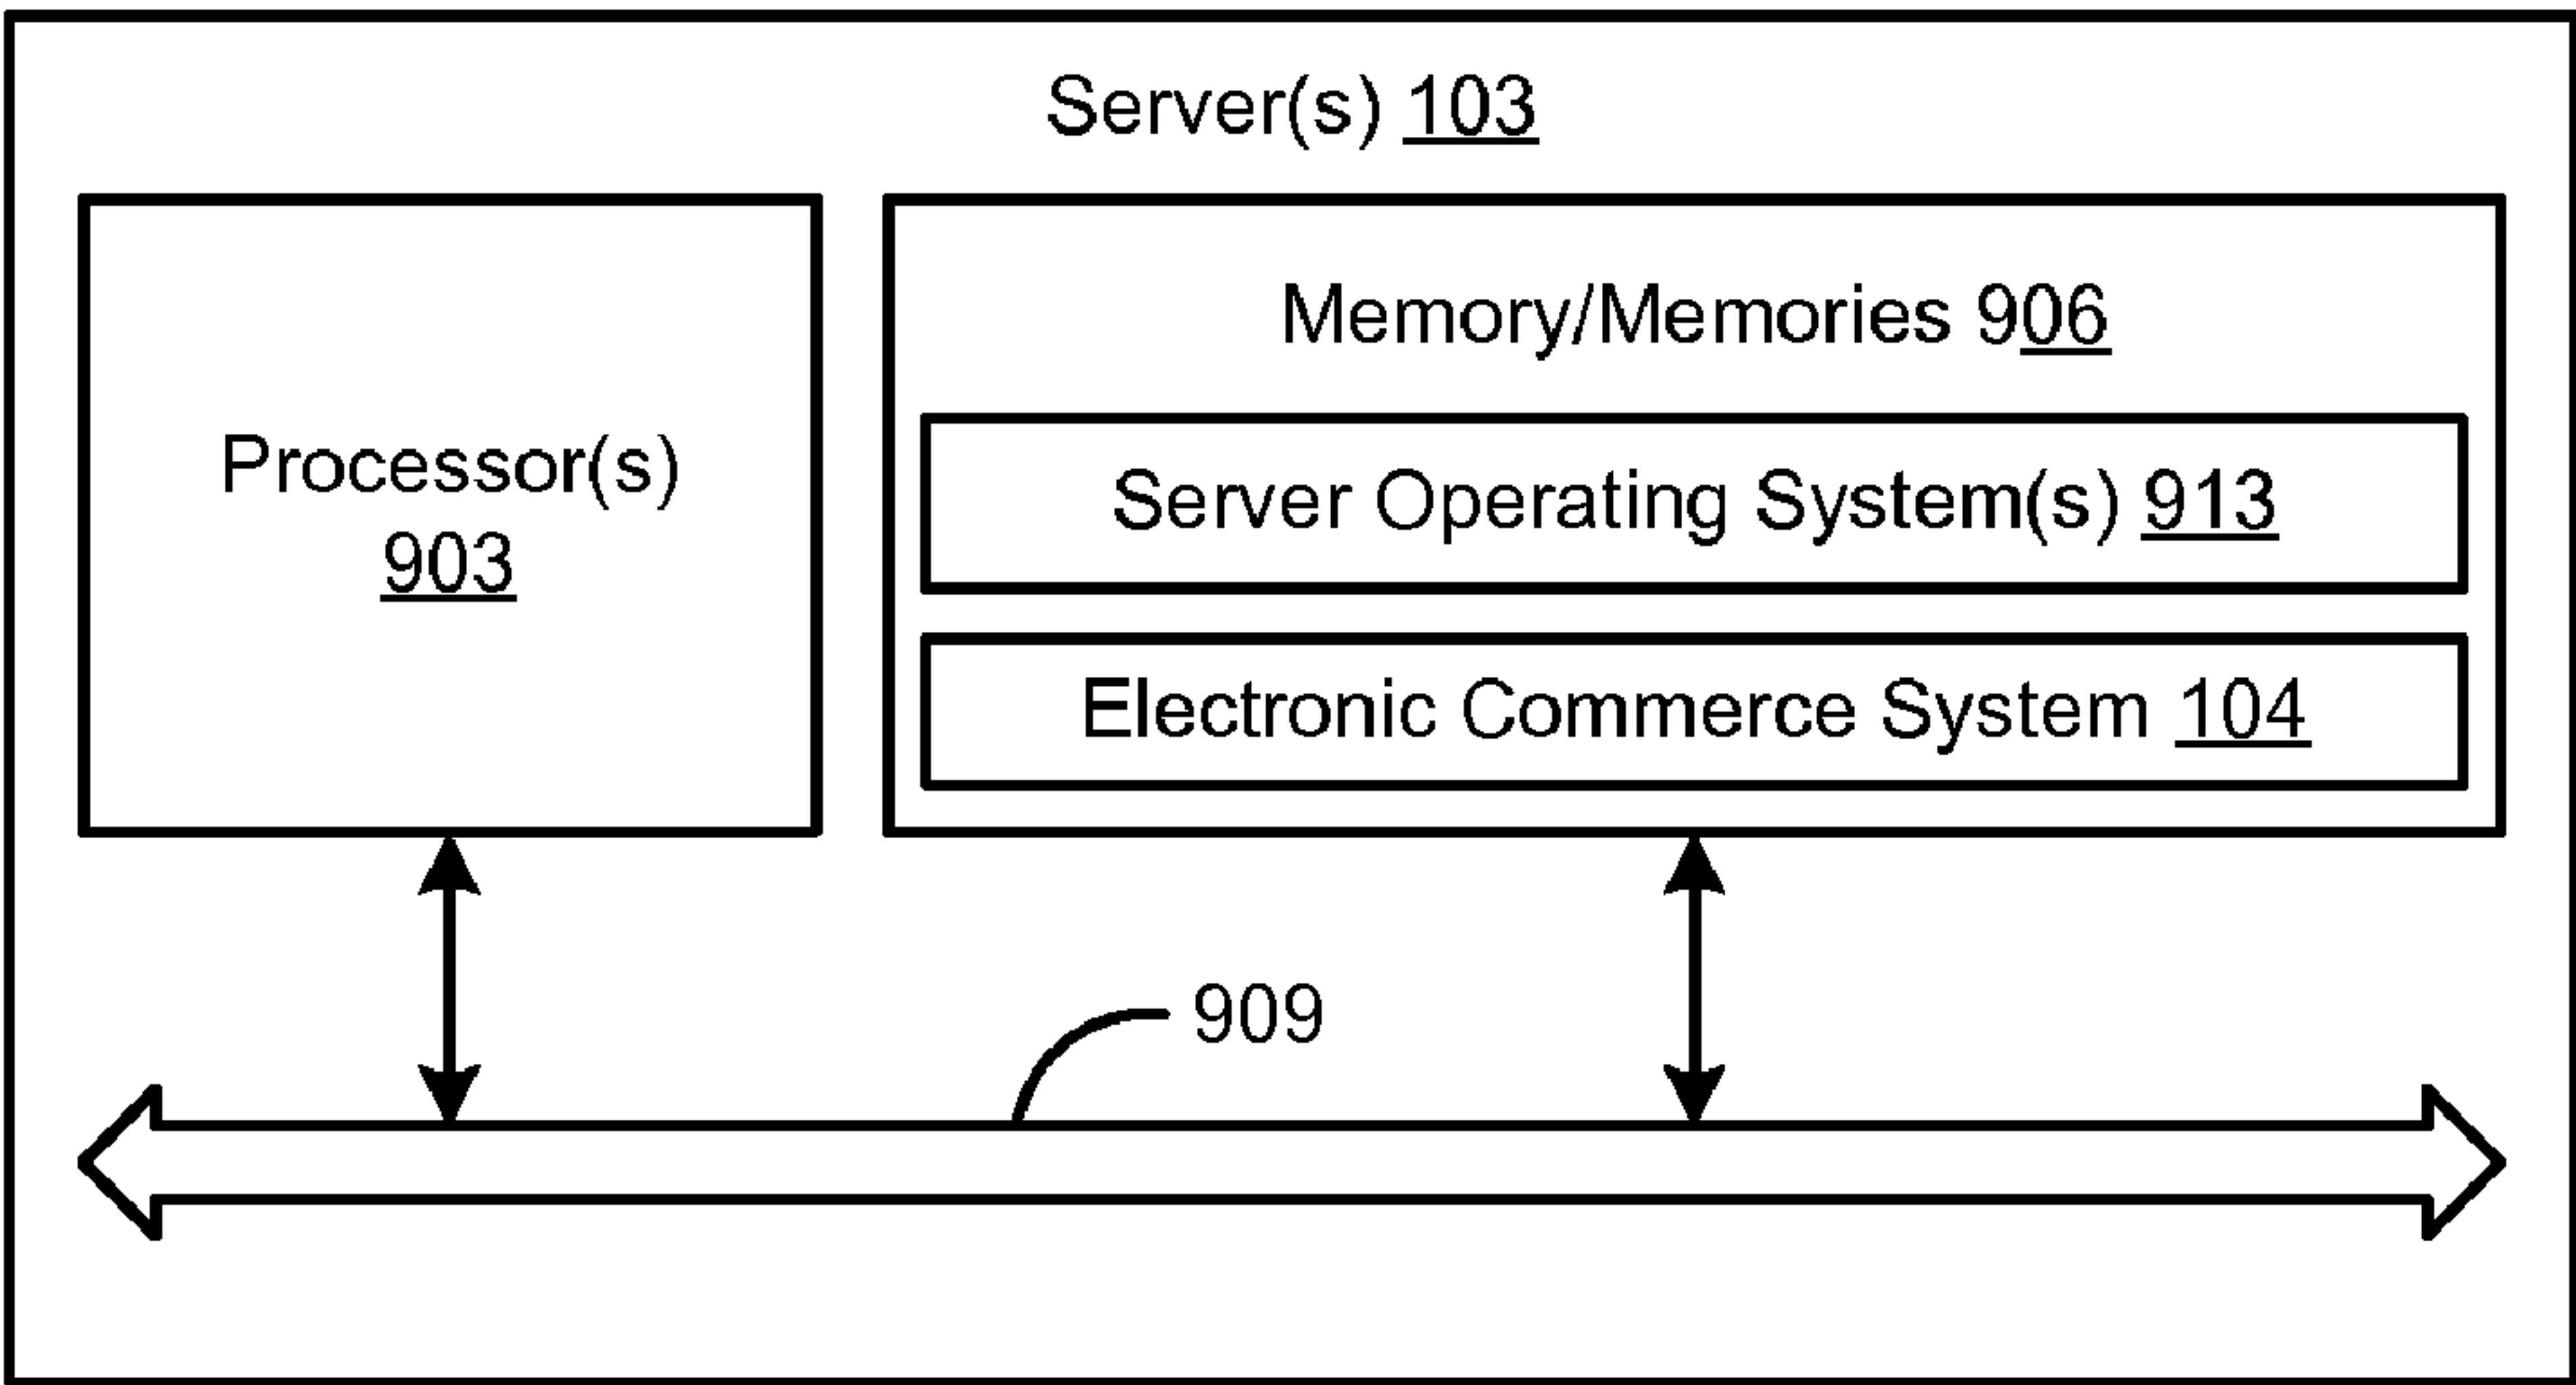 Server(s) 103
Processor(s)
903
Memory/Memories 906
Server Operating System(s) 913
Electronic Commerce System 104
909